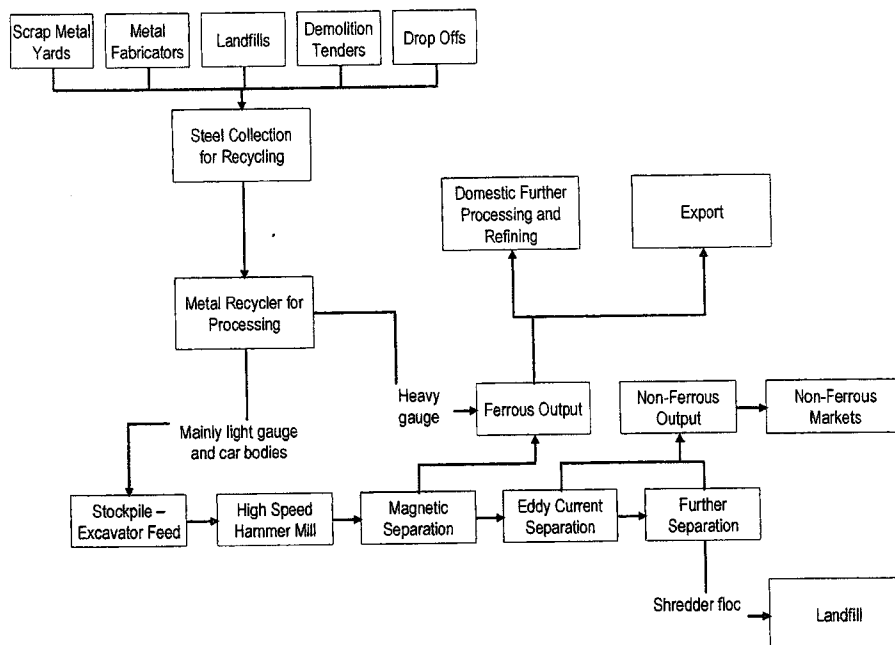 Scrap Metal
Yards
Metal
Fabricators
Landfills
Demolition
Tenders
Drop Offs
Steel Collection
for Recycling
Domestic Further
Processing and
Refining
Export
Metal Recycler for
Processing
Heavy
gauge
Ferrous Output
Non-Ferrous
Output
Non-Ferrous
Markets
Mainly light gauge
and car bodies
Stockpile –
Excavator Feed
High Speed
Hammer Mill
Magnetic
Separation
Eddy Current
Separation
Further
Separation
Shredder floc
Landfill